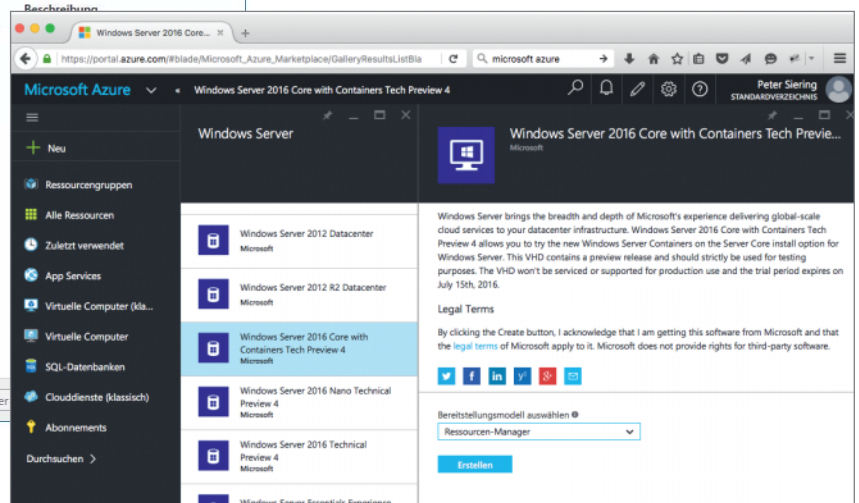 Beschreibung
Windows Server 2016 Core...
https://portal.azure.com/#blade/Microsoft_Azure_Marketplace/GalleryResultsListBla
microsoft azure
Microsoft Azure
Windows Server 2016 Core with Containers Tech Preview 4
Peter Siering
STANDARDVERZEICHNIS
Neu
Ressourcengruppen
Alle Ressourcen
Zuletzt verwendet
App Services
Virtuelle Computer (kla...
Virtuelle Computer
SQL-Datenbanken
Clouddienste (klassisch)
Abonnements
Durchsuchen >
Windows Server
Windows Server 2012 Datacenter
Microsoft
Windows Server 2012 R2 Datacenter
Microsoft
Windows Server 2016 Core with
Containers Tech Preview 4
Microsoft
Windows Server 2016 Nano Technical
Preview 4
Microsoft
Windows Server 2016 Technical
Preview 4
Microsoft
Windows Server Essentials Experience
Windows Server 2016 Core with Containers Tech Previe...
Microsoft
Windows Server brings the breadth and depth of Microsoft's experience delivering global-scale
cloud services to your datacenter infrastructure. Windows Server 2016 Core with Containers Tech
Preview 4 allows you to try the new Windows Server Containers on the Server Core install option for
Windows Server. This VHD contains a preview release and should strictly be used for testing
purposes. The VHD won't be serviced or supported for production use and the trial period expires on
July 15th, 2016.
Legal Terms
By clicking the Create button, I acknowledge that I am getting this software from Microsoft and that
the legal terms of Microsoft apply to it. Microsoft does not provide rights for third-party software.
Bereitstellungsmodell auswählen
Ressourcen-Manager
Erstellen